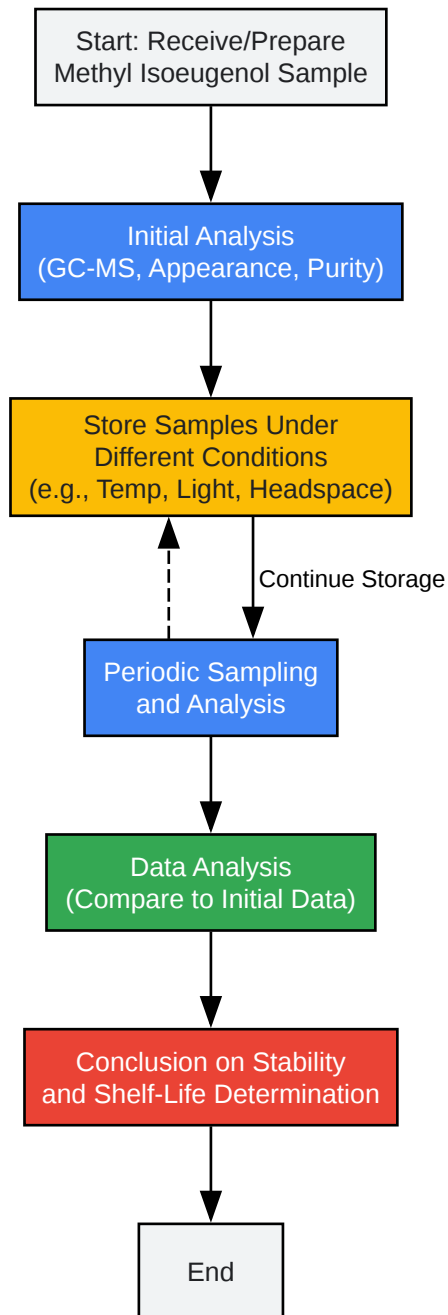 Start: Receive/Prepare
Methyl Isoeugenol Sample
Initial Analysis
(GC-MS, Appearance, Purity)
Store Samples Under
Different Conditions
(e.g., Temp, Light, Headspace)
Continue Storage
Periodic Sampling
and Analysis
Data Analysis
(Compare to Initial Data)
Conclusion on Stability
and Shelf-Life Determination
End